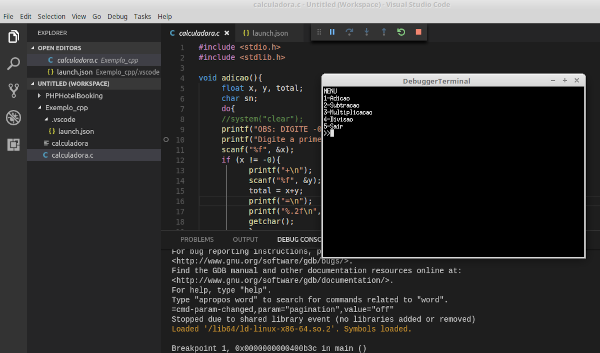 calculadora.c - Untitled (Workspace) - Visual Studio Code
File Edit Selection View Go Debug Tasks Help
EXPLORER
OPEN EDITORS
calculadora.c Exemplo_cpp
launch.json Exemplo_cpp/.vscode
UNTITLED (WORKSPACE)
PHPHotelBooking
Exemplo_cpp
.vscode
launch.json
calculadora
calculadora.c
calculadora.c
launch.json
1 #include <stdio.h>
2 #include <stdlib.h>
3
4 void adicao(){
5 float x, y, total;
6 char sn;
7 do{
8 //system("clear");
9 printf("OBS: DIGITE -0
10 printf("Digite a prime
11 scanf("%f", &x);
12 if (x != -0){
13 printf("+\n");
14 scanf("%f", &y);
15 total = x+y;
16 printf("=\n");
17 printf("%.2f\n",
18 getchar();
DebuggerTerminal
MENU
1-Adicao
2-Subtracao
3-Multiplicacao
4-Divisao
5-Sair
>>
PROBLEMS OUTPUT DEBUG CONSO
For bug reporting instructions, p
<http://www.gnu.org/software/gdb/bugs/>.
Find the GDB manual and other documentation resources online at:
<http://www.gnu.org/software/gdb/documentation/>.
For help, type "help".
Type "apropos word" to search for commands related to "word".
=cmd-param-changed,param="pagination",value="off"
Stopped due to shared library event (no libraries added or removed)
Loaded '/lib64/ld-linux-x86-64.so.2'. Symbols loaded.
Breakpoint 1, 0x0000000000400b3c in main ()